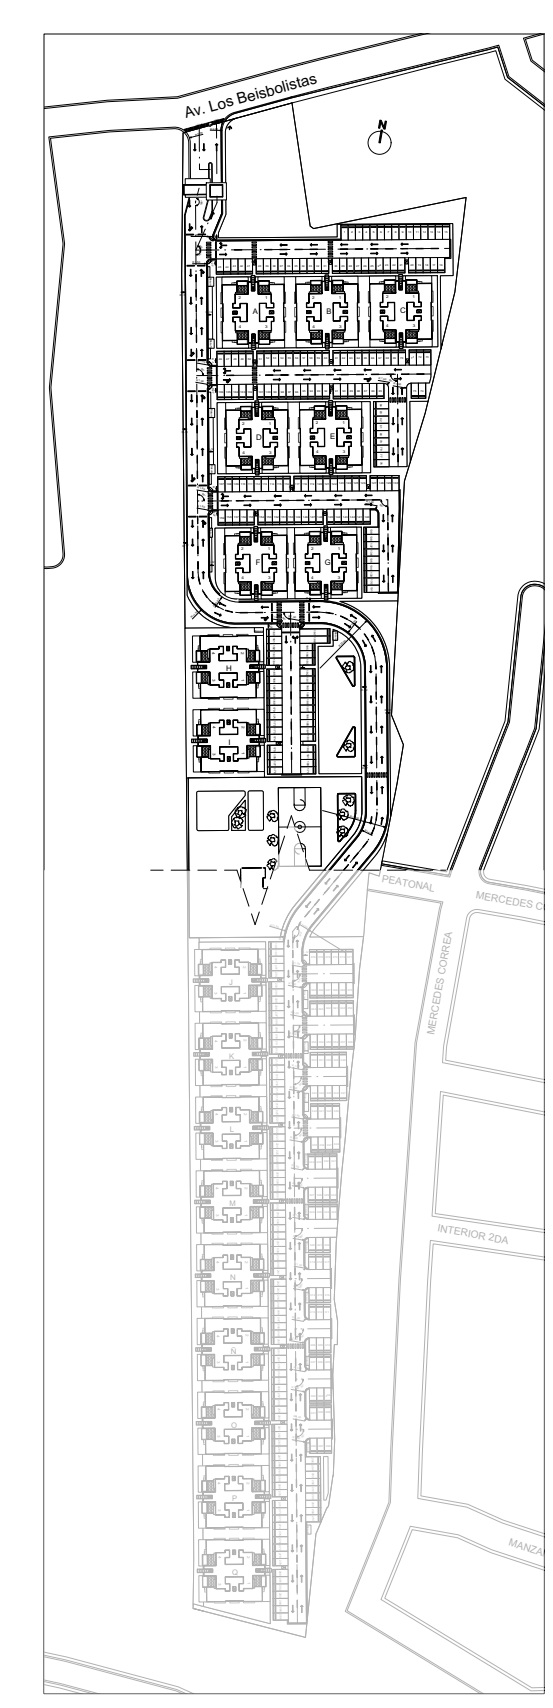 Av. Los Beisbolistas
N
A
B
C
D
E
F
G
H
I
PEATONAL
MERCEDES C
MERCEDES CORREA
J
K
L
M
INTERIOR 2DA
N
Ñ
O
P
MANZA
Q